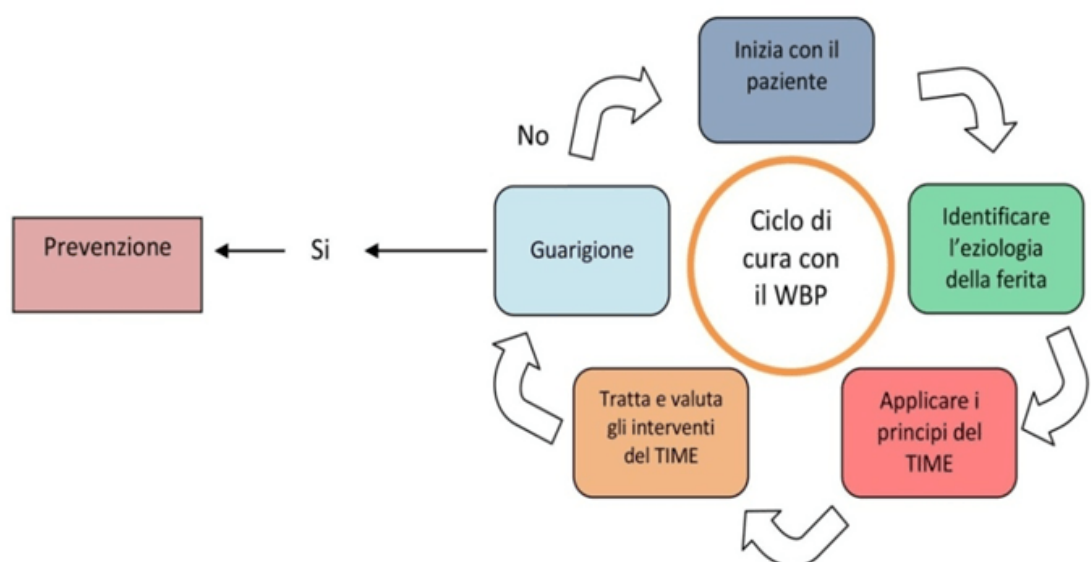 Inizia con il
paziente
No
Identificare
l'eziologia
della ferita
Ciclo di
cura con
il WBP
Guarigione
Si
Prevenzione
Applicare i
principi del
TIME
Tratta e valuta
gli interventi
del TIME